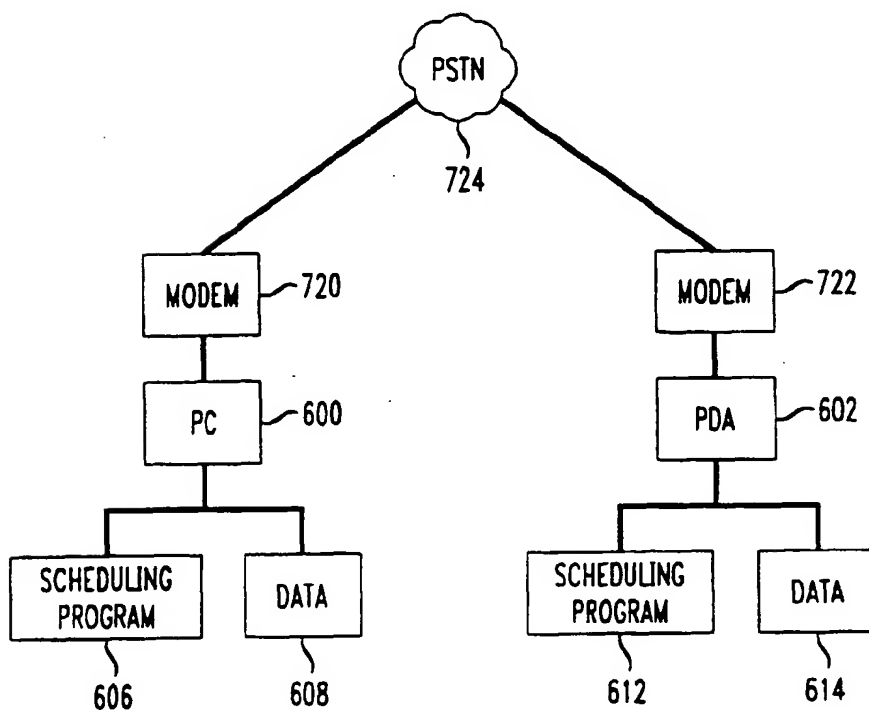 PSTN
724
MODEM
720
MODEM
722
PC
600
PDA
602
SCHEDULING
PROGRAM
DATA
SCHEDULING
PROGRAM
DATA
606
608
612
614